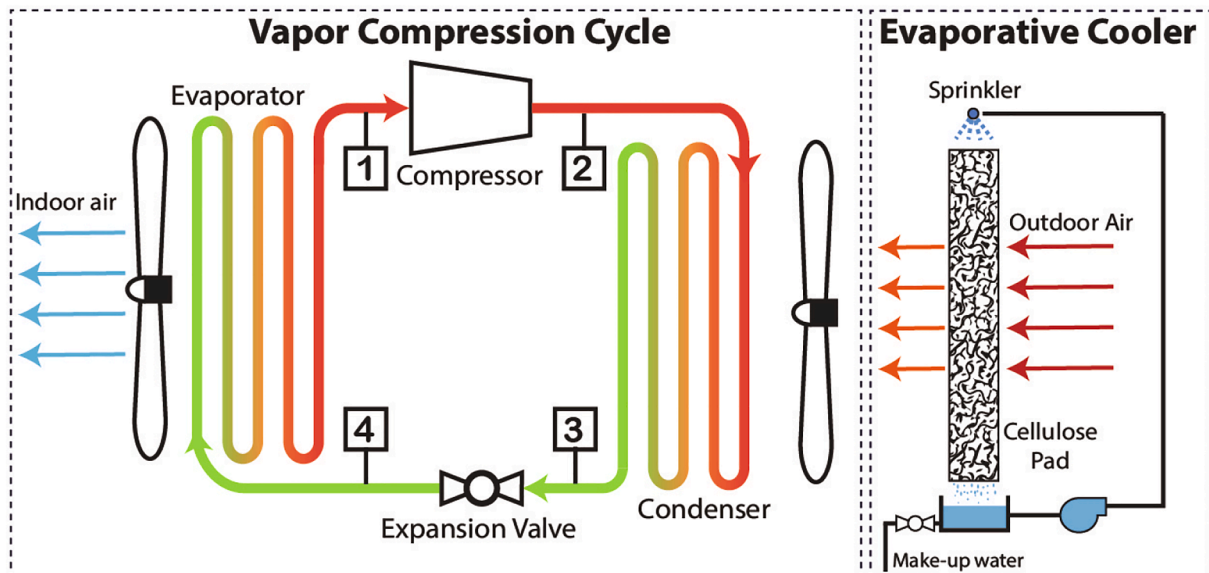 Vapor Compression Cycle
Evaporative Cooler
Evaporator
Sprinkler
1
2
Compressor
Indoor air
Outdoor Air
4
3
Cellulose
Pad
Condenser
Expansion Valve
Make-up water